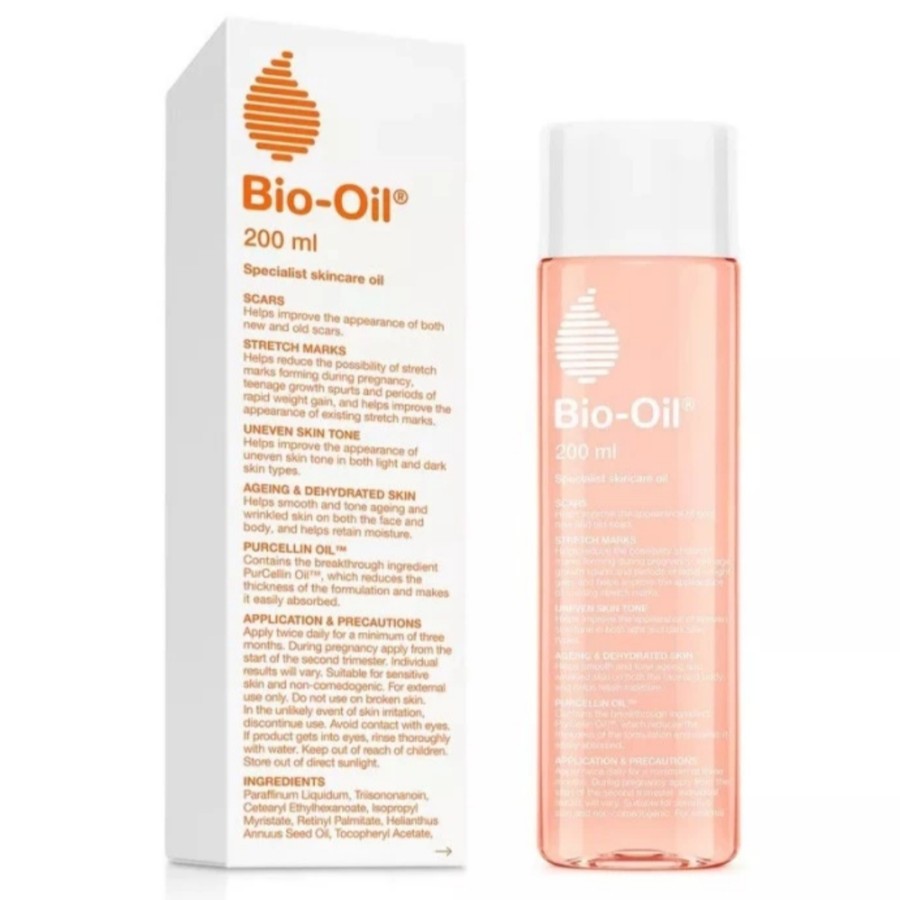 Bio-Oil®
200 ml
Specialist skincare oil
SCARS
Helps improve the appearance of both
new and old scars.
STRETCH MARKS
Helps reduce the possibility of stretch
marks forming during pregnancy,
teenage growth spurts and periods of
rapid weight gain, and helps improve the
appearance of existing stretch marks.
UNEVEN SKIN TONE
Helps improve the appearance of
uneven skin tone in both light and dark
skin types.
AGEING & DEHYDRATED SKIN
Helps smooth and tone ageing and
wrinkled skin on both the face and
body, and helps retain moisture.
PURCELLIN OIL™
Contains the breakthrough ingredient
PurCellin Oil™, which reduces the
thickness of the formulation and makes
it easily absorbed.
APPLICATION & PRECAUTIONS
Apply twice daily for a minimum of three
months. During pregnancy apply from the
start of the second trimester. Individual
results will vary. Suitable for sensitive
skin and non-comedogenic. For external
use only. Do not use on broken skin.
In the unlikely event of skin irritation,
discontinue use. Avoid contact with eyes.
If product gets into eyes, rinse thoroughly
with water. Keep out of reach of children.
Store out of direct sunlight.
INGREDIENTS
Paraffinum Liquidum, Triisononanoin,
Cetearyl Ethylhexanoate, Isopropyl
Myristate, Retinyl Palmitate, Helianthus
Annuus Seed Oil, Tocopheryl Acetate,
→
Bio-Oil®
200 ml
Specialist skincare oil
SCARS
STRETCH MARKS
UNEVEN SKIN TONE
AGEING & DEHYDRATED SKIN
PURCELLIN OIL™
APPLICATION & PRECAUTIONS